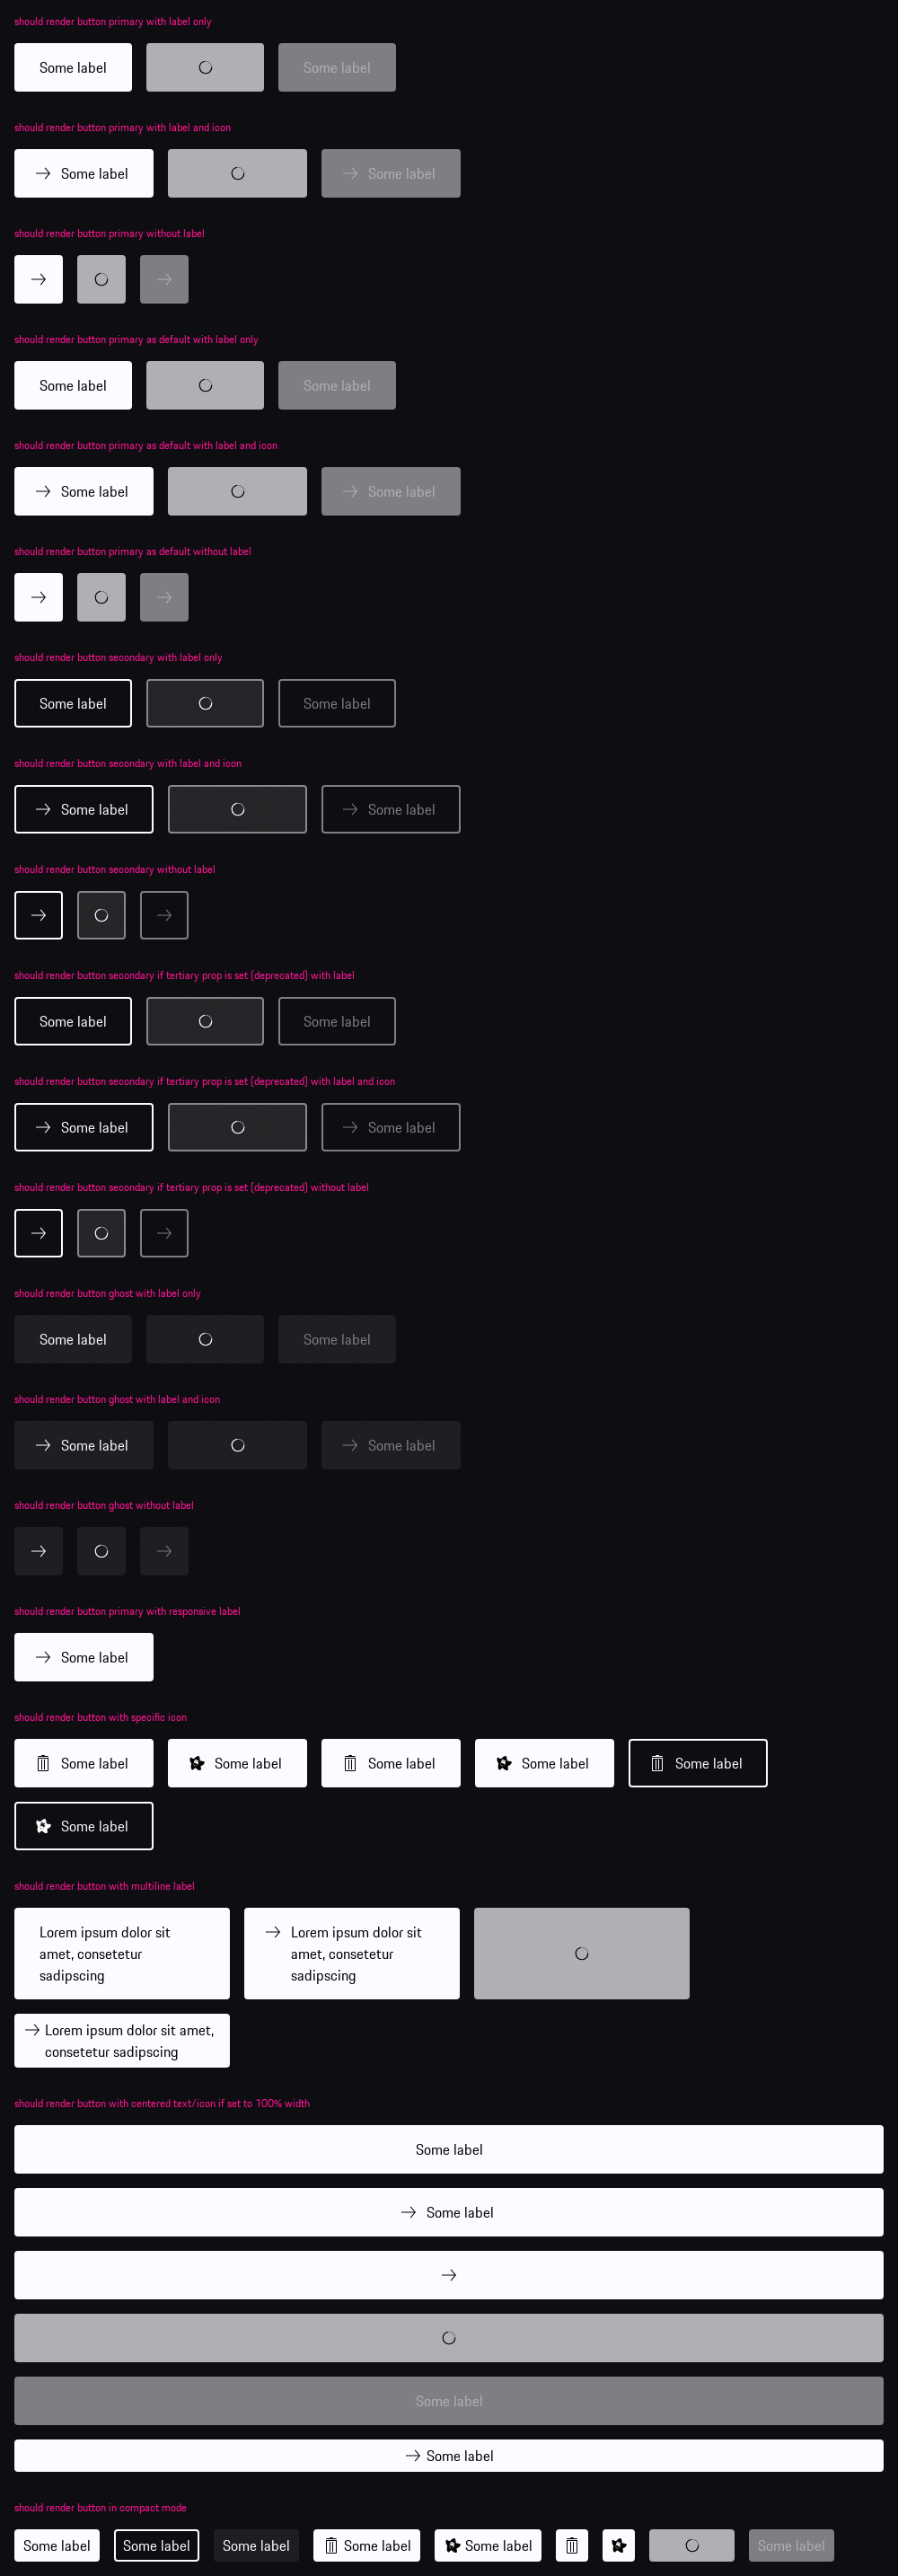 should render button primary with label only
Some label Some label
should render button primary with label and icon
Some label Some label
should render button primary without label
should render button primary as default with label only
Some label Some label
should render button primary as default with label and icon
Some label Some label
should render button primary as default without label
should render button secondary with label only
Some label Some label
should render button secondary with label and icon
Some label Some label
should render button secondary without label
should render button secondary if tertiary prop is set (deprecated) with label
Some label Some label
should render button secondary if tertiary prop is set (deprecated) with label and icon
Some label Some label
should render button secondary if tertiary prop is set (deprecated) without label
should render button ghost with label only
Some label Some label
should render button ghost with label and icon
Some label Some label
should render button ghost without label
should render button primary with responsive label
Some label
should render button with specific icon
Some label Some label Some label Some label Some label
Some label
should render button with multiline label
Lorem ipsum dolor sit
amet, consetetur
sadipscing
Lorem ipsum dolor sit
amet, consetetur
sadipscing
Lorem ipsum dolor sit amet,
consetetur sadipscing
should render button with centered text/icon if set to 100% width
Some label
Some label
Some label
Some label
should render button in compact mode
Some label Some label Some label Some label Some label Some label